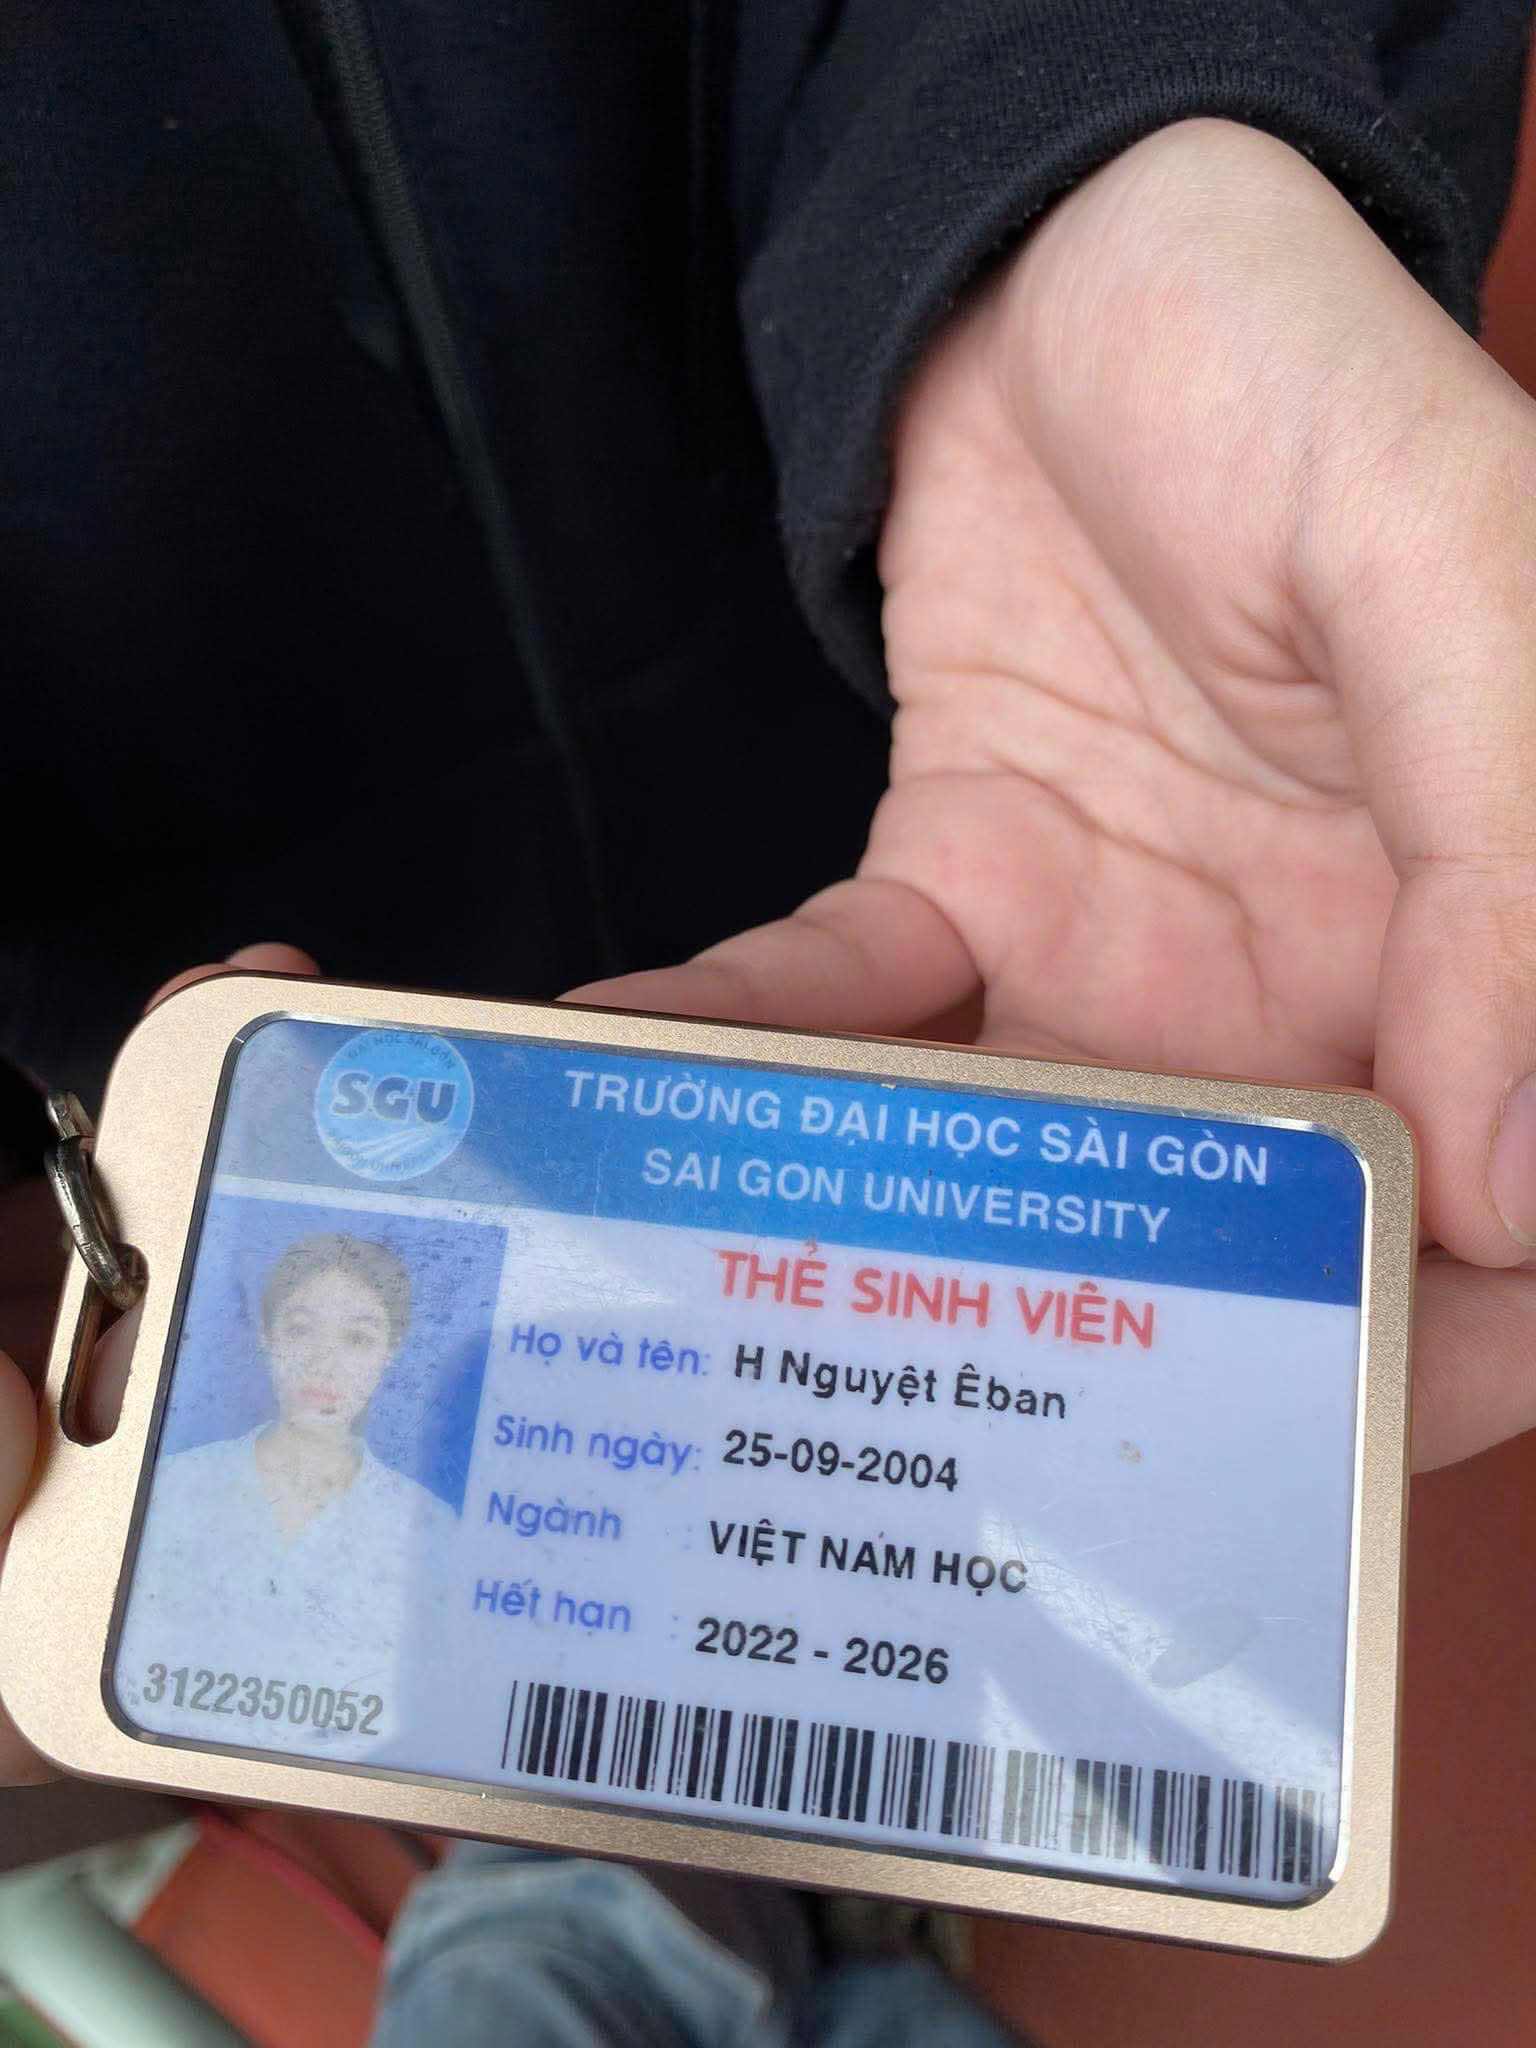 SGU
TRƯỜNG ĐẠI HỌC SÀI GÒN
SAI GON UNIVERSITY
THẺ SINH VIÊN
Họ và tên: H Nguyệt Êban
Sinh ngày: 25-09-2004
Ngành : VIỆT NAM HỌC
Hết hạn : 2022 - 2026
3122350052